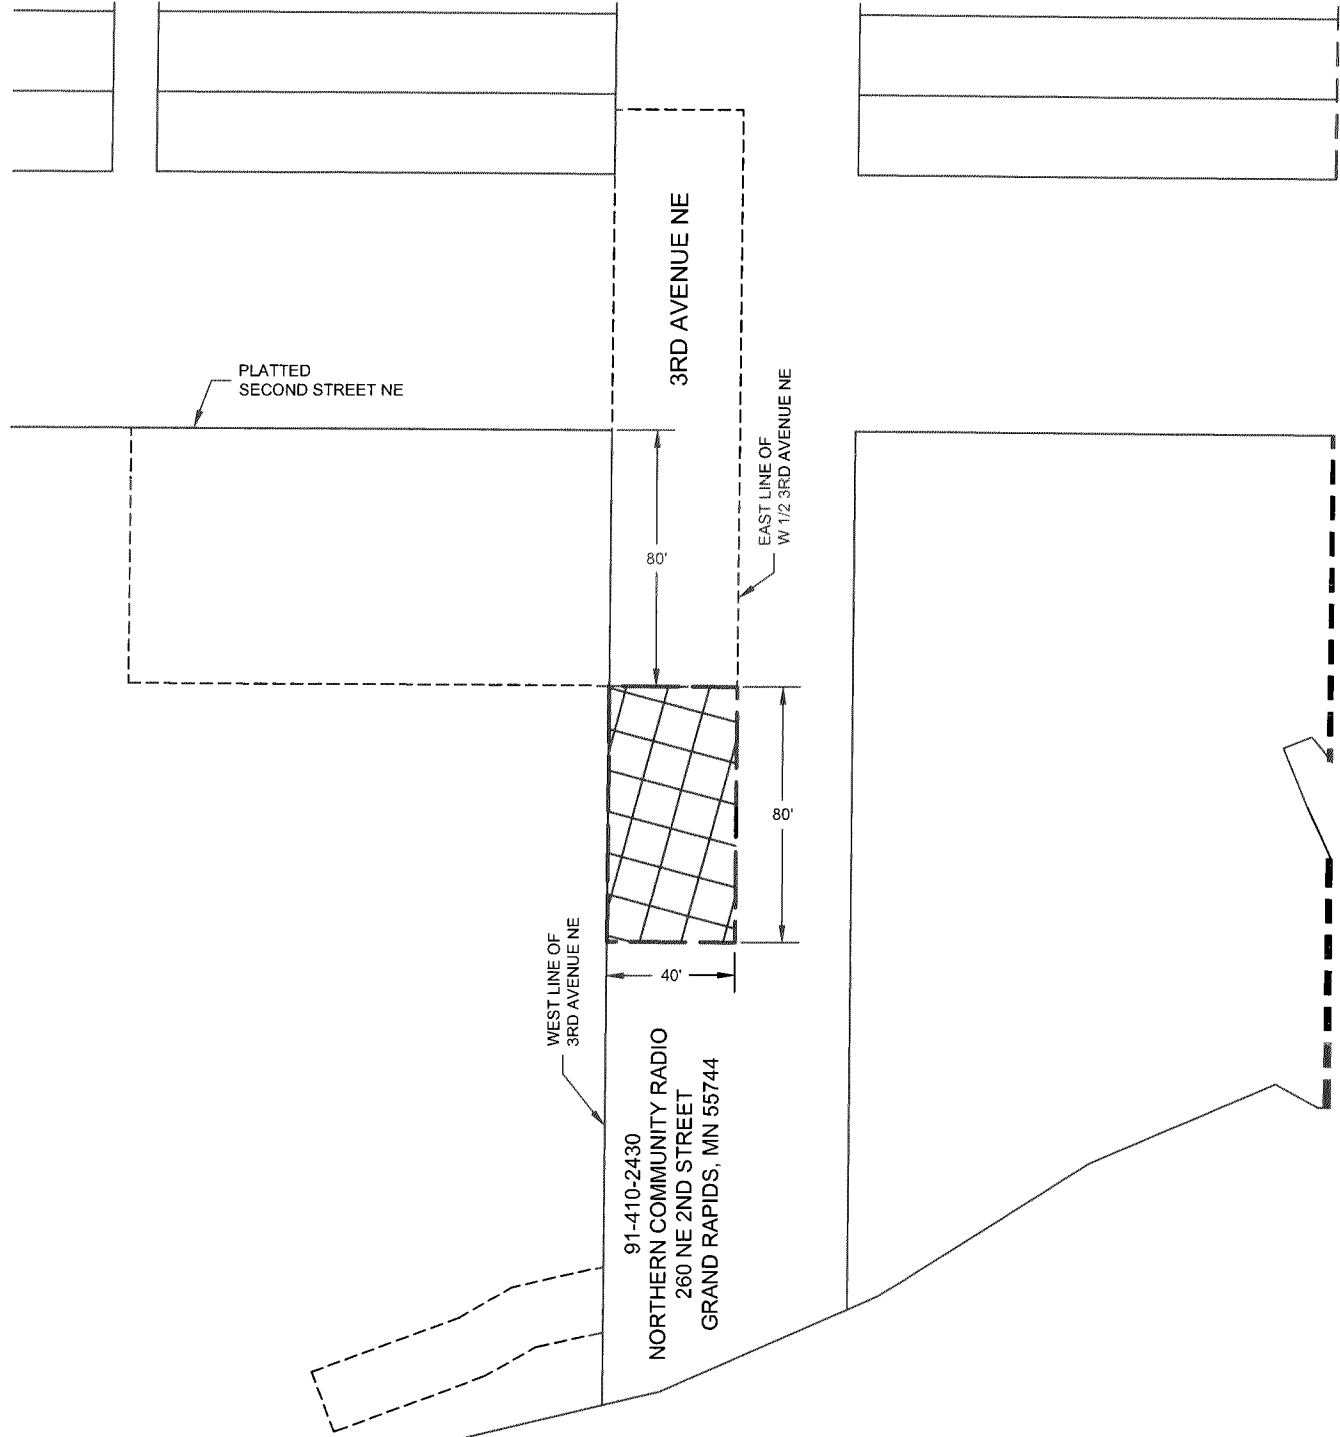 3RD AVENUE NE
PLATTED
SECOND STREET NE
EAST LINE OF
W 1/2 3RD AVENUE NE
80'
80'
WEST LINE OF
3RD AVENUE NE
40'
91-410-2430
NORTHERN COMMUNITY RADIO
260 NE 2ND STREET
GRAND RAPIDS, MN 55744